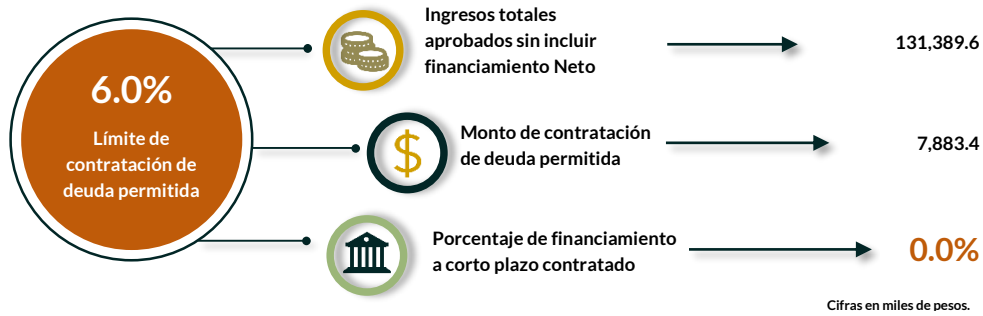 6.0%
Límite de
contratación de
deuda permitida
Ingresos totales
aprobados sin incluir
financiamiento Neto
131,389.6
$
Monto de contratación
de deuda permitida
7,883.4
Porcentaje de financiamiento
a corto plazo contratado
0.0%
Cifras en miles de pesos.